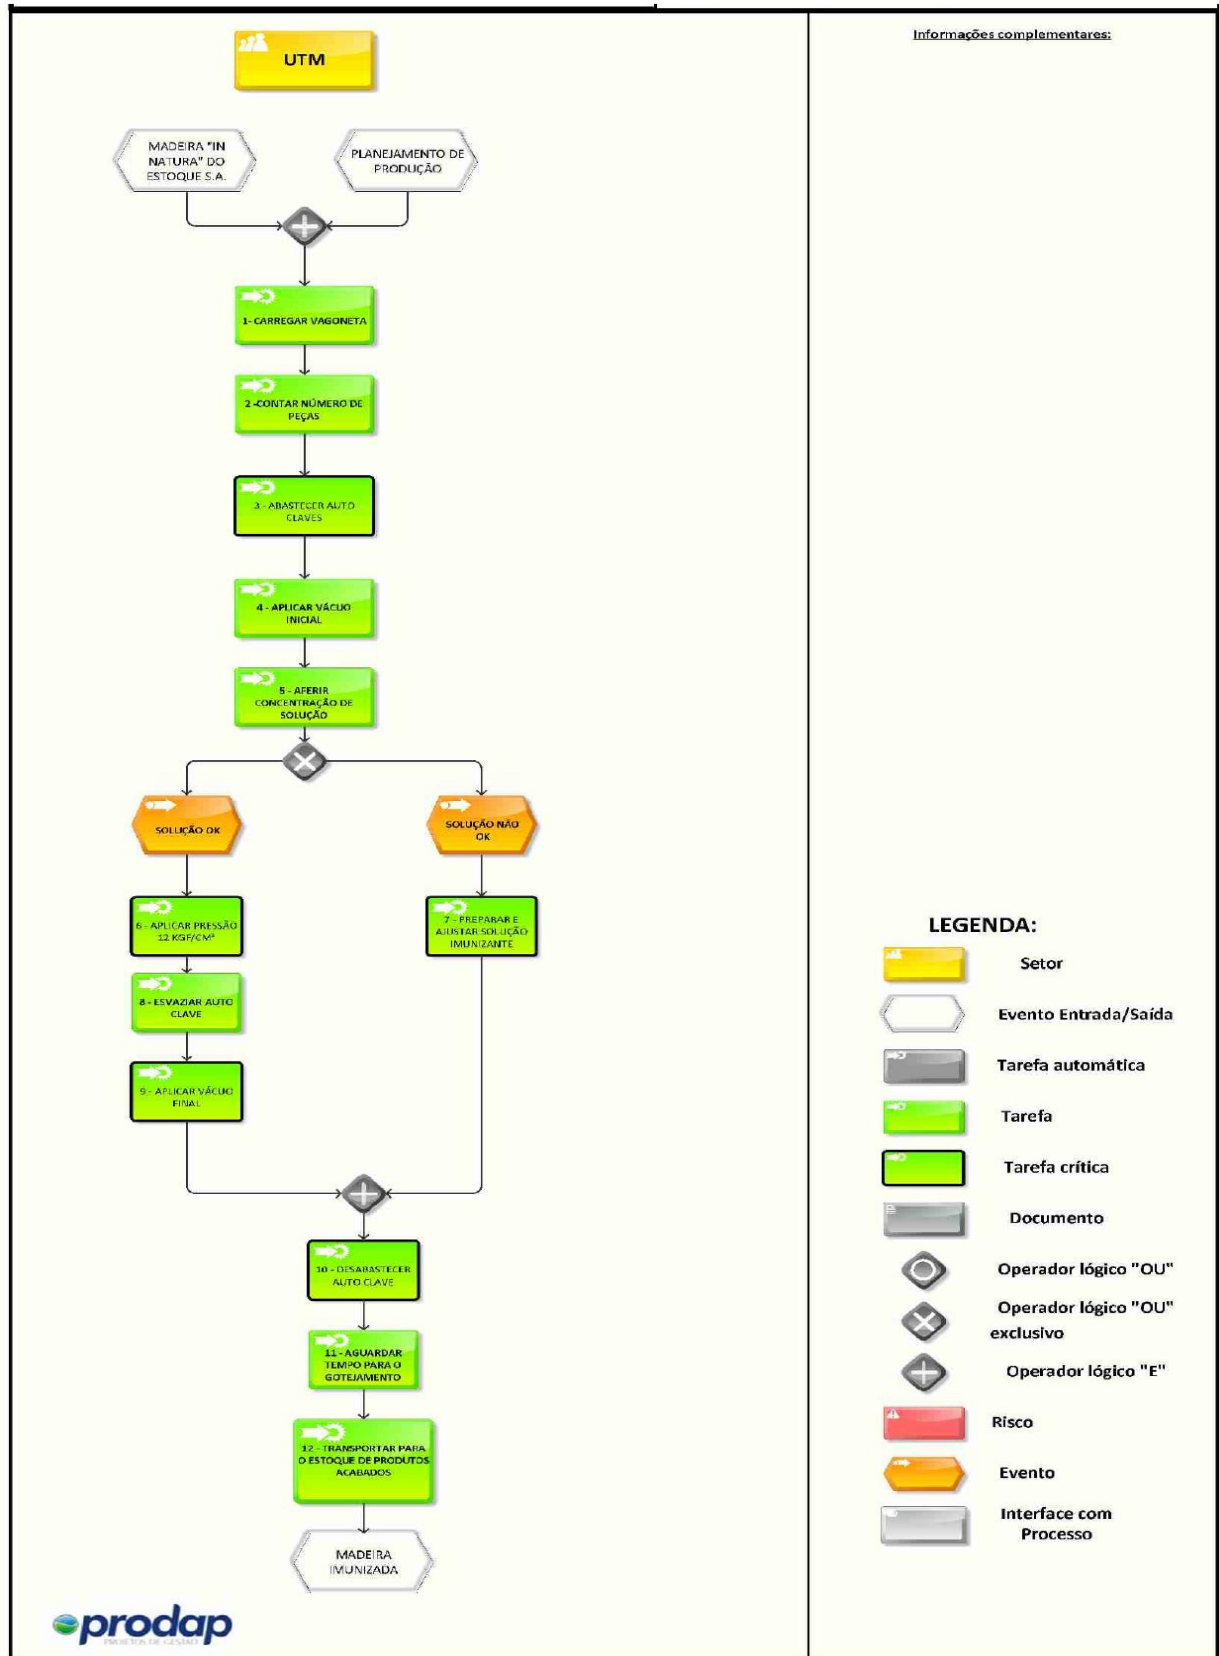 Informações complementares:
UTM
MADEIRA "IN
NATURA" DO
ESTOQUE S.A.
PLANEJAMENTO DE
PRODUÇÃO
1- CARREGAR VAGONETA
2 -CONTAR NÚMERO DE
PEÇAS
3 - ABASTECER AUTO
CLAVES
4 - APLICAR VÁCUO
INICIAL
5 - AFERIR
CONCENTRAÇÃO DE
SOLUÇÃO
SOLUÇÃO OK
SOLUÇÃO NÃO
OK
6 - APLICAR PRESSÃO
12 KGF/CM²
7 - PREPARAR E
AJUSTAR SOLUÇÃO
IMUNIZANTE
8 - ESVAZIAR AUTO
CLAVE
9 - APLICAR VÁCUO
FINAL
10 - DESABASTECER
AUTO CLAVE
11 - AGUARDAR
TEMPO PARA O
GOTEJAMENTO
12 - TRANSPORTAR PARA
O ESTOQUE DE PRODUTOS
ACABADOS
MADEIRA
IMUNIZADA
LEGENDA:
Setor
Evento Entrada/Saída
Tarefa automática
Tarefa
Tarefa crítica
Documento
Operador lógico "OU"
Operador lógico "OU"
exclusivo
Operador lógico "E"
Risco
Evento
Interface com
Processo
prodap
PROJETOS DE GESTÃO